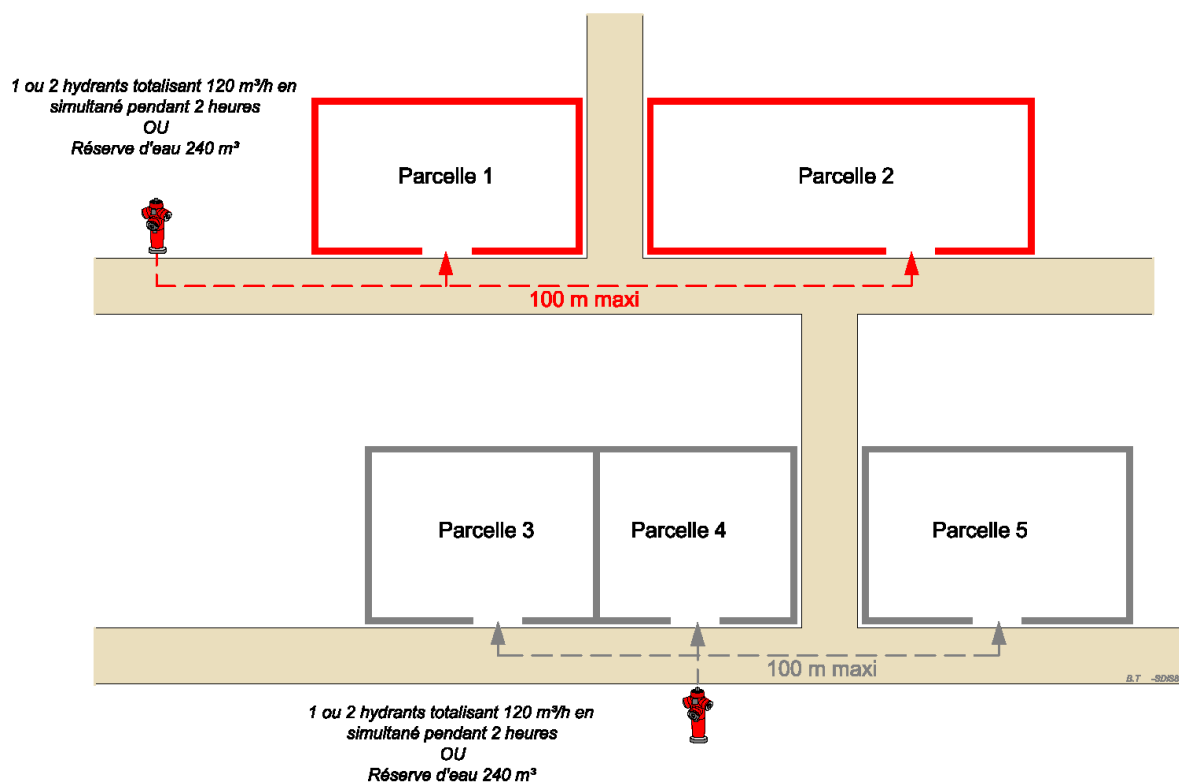 1 ou 2 hydrants totalisant 120 m³/h en
simultané pendant 2 heures
OU
Réserve d'eau 240 m³
Parcelle 1
Parcelle 2
100 m maxi
Parcelle 3
Parcelle 4
Parcelle 5
100 m maxi
B.T
1 ou 2 hydrants totalisant 120 m³/h en
simultané pendant 2 heures
OU
Réserve d'eau 240 m³